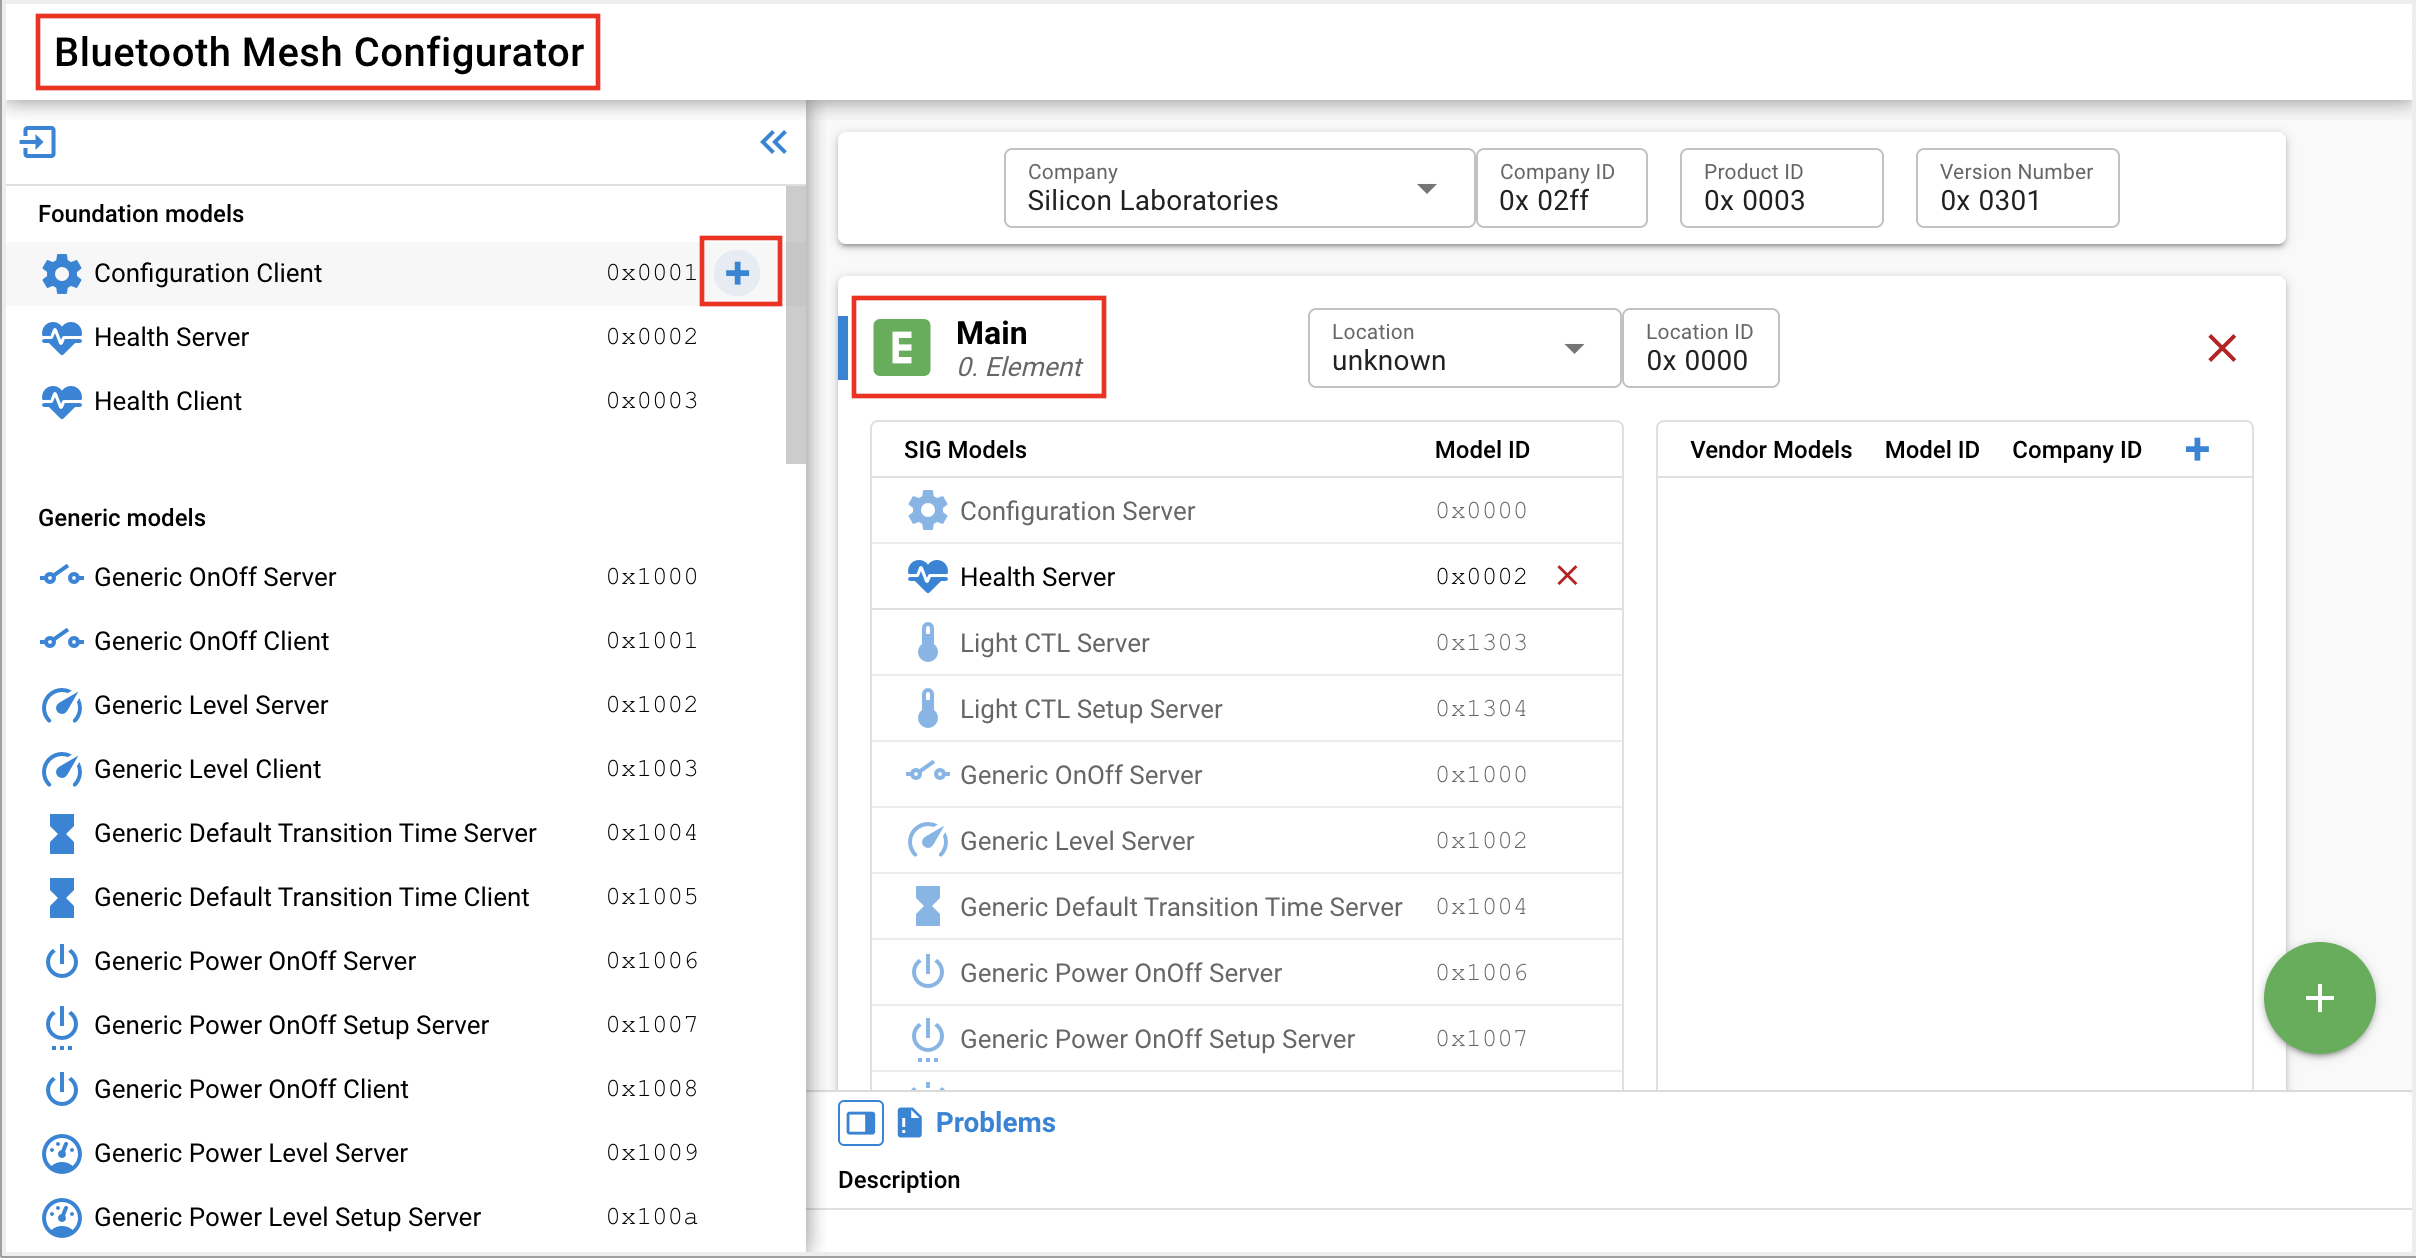 Bluetooth Mesh Configurator
Foundation models
Configuration Client 0x0001
Health Server 0x0002
Health Client 0x0003
Generic models
Generic OnOff Server 0x1000
Generic OnOff Client 0x1001
Generic Level Server 0x1002
Generic Level Client 0x1003
Generic Default Transition Time Server 0x1004
Generic Default Transition Time Client 0x1005
Generic Power OnOff Server 0x1006
Generic Power OnOff Setup Server 0x1007
Generic Power OnOff Client 0x1008
Generic Power Level Server 0x1009
Generic Power Level Setup Server 0x100a
Company Company ID Product ID Version Number
Silicon Laboratories 0x 02ff 0x 0003 0x 0301
E Main
0. Element
Location Location ID
unknown 0x 0000
SIG Models Model ID
Configuration Server 0x0000
Health Server 0x0002
Light CTL Server 0x1303
Light CTL Setup Server 0x1304
Generic OnOff Server 0x1000
Generic Level Server 0x1002
Generic Default Transition Time Server 0x1004
Generic Power OnOff Server 0x1006
Generic Power OnOff Setup Server 0x1007
Vendor Models Model ID Company ID
Problems
Description